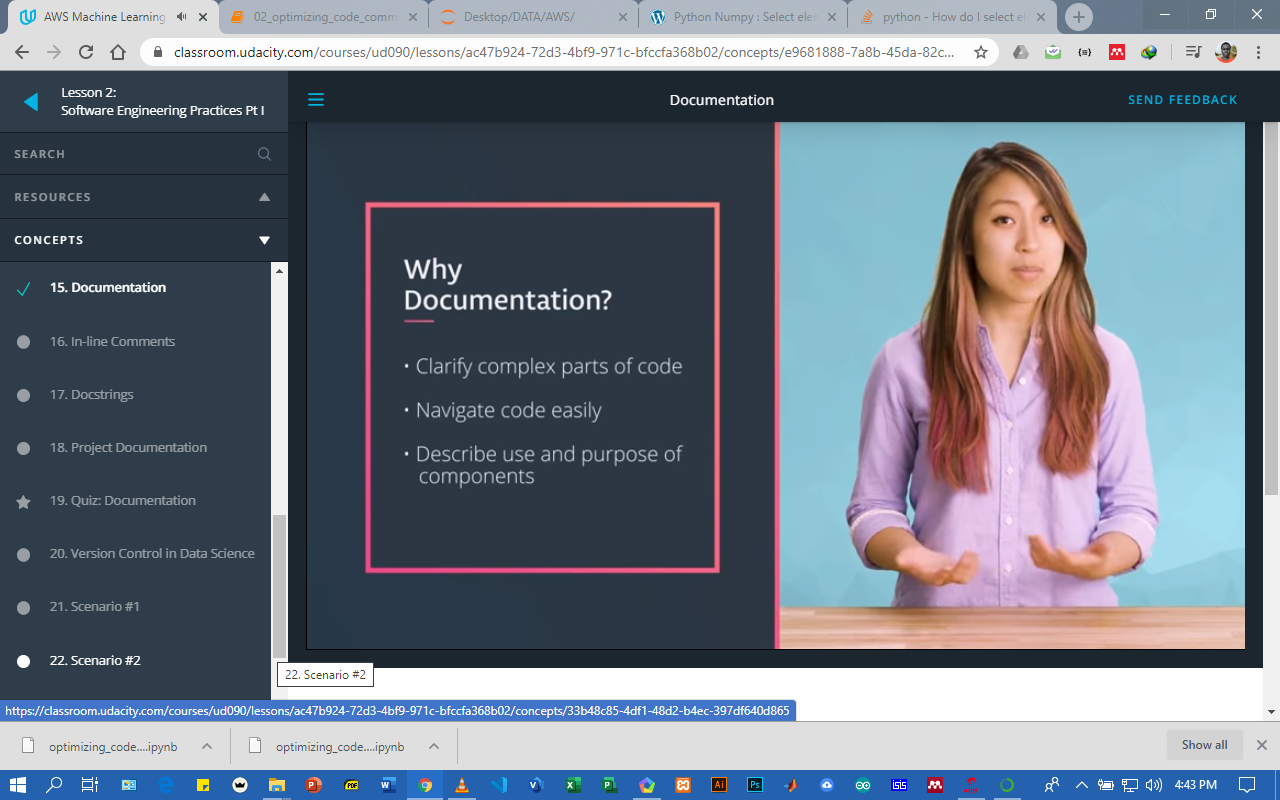 AWS Machine Learning
02_optimizing_code_comm
Desktop/DATA/AWS/
Python Numpy : Select elen
python - How do I select ele
classroom.udacity.com/courses/ud090/lessons/ac47b924-72d3-4bf9-971c-bfccfa368b02/concepts/e9681888-7a8b-45da-82c...
Lesson 2:
Software Engineering Practices Pt I
Documentation
SEND FEEDBACK
SEARCH
RESOURCES
CONCEPTS
15. Documentation
16. In-line Comments
17. Docstrings
18. Project Documentation
19. Quiz: Documentation
20. Version Control in Data Science
21. Scenario #1
22. Scenario #2
Why
Documentation?
• Clarify complex parts of code
• Navigate code easily
• Describe use and purpose of
components
22. Scenario #2
https://classroom.udacity.com/courses/ud090/lessons/ac47b924-72d3-4bf9-971c-bfccfa368b02/concepts/33b48c85-4df1-48d2-b4ec-397df640d865
optimizing_code....ipynb
optimizing_code....ipynb
Show all
4:43 PM